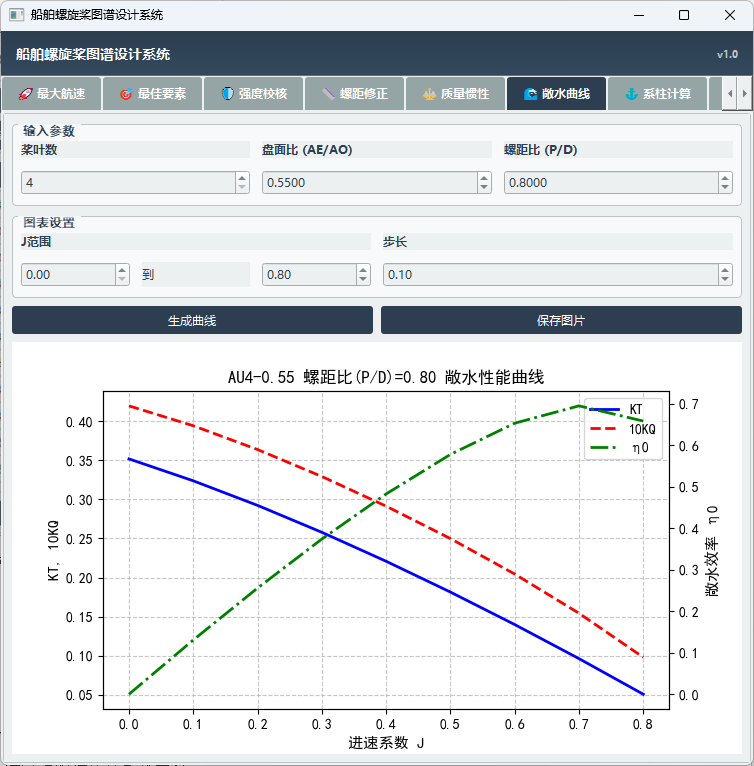 船舶螺旋桨图谱设计系统
船舶螺旋桨图谱设计系统 v1.0
最大航速 最佳要素 强度校核 螺距修正 质量惯性 敞水曲线 系柱计算
输入参数
桨叶数 盘面比 (AE/AO) 螺距比 (P/D)
4 0.5500 0.8000
图表设置
J范围 步长
0.00 到 0.80 0.10
生成曲线 保存图片
AU4-0.55 螺距比(P/D)=0.80 敞水性能曲线
KT
10KQ
η0
0.40
0.35
0.30
0.25
0.20
0.15
0.10
0.05
KT, 10KQ
0.7
0.6
0.5
0.4
0.3
0.2
0.1
0.0
敞水效率 η0
0.0 0.1 0.2 0.3 0.4 0.5 0.6 0.7 0.8
进速系数 J